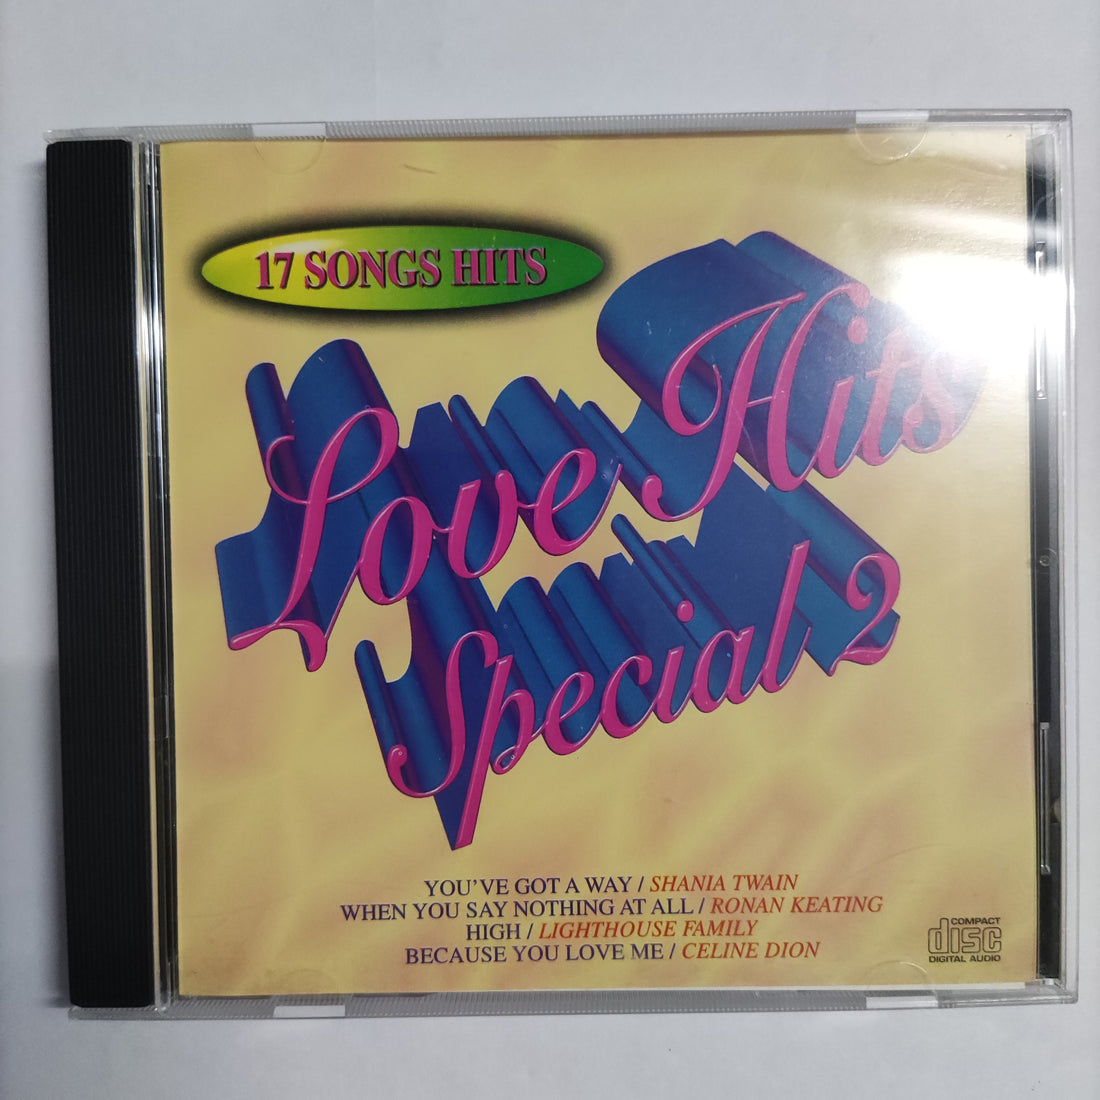 17 SONGS HITS
Love Hits
Special 2
YOU'VE GOT A WAY / SHANIA TWAIN
WHEN YOU SAY NOTHING AT ALL / RONAN KEATING
HIGH / LIGHTHOUSE FAMILY
BECAUSE YOU LOVE ME / CELINE DION
COMPACT
disc
DIGITAL AUDIO